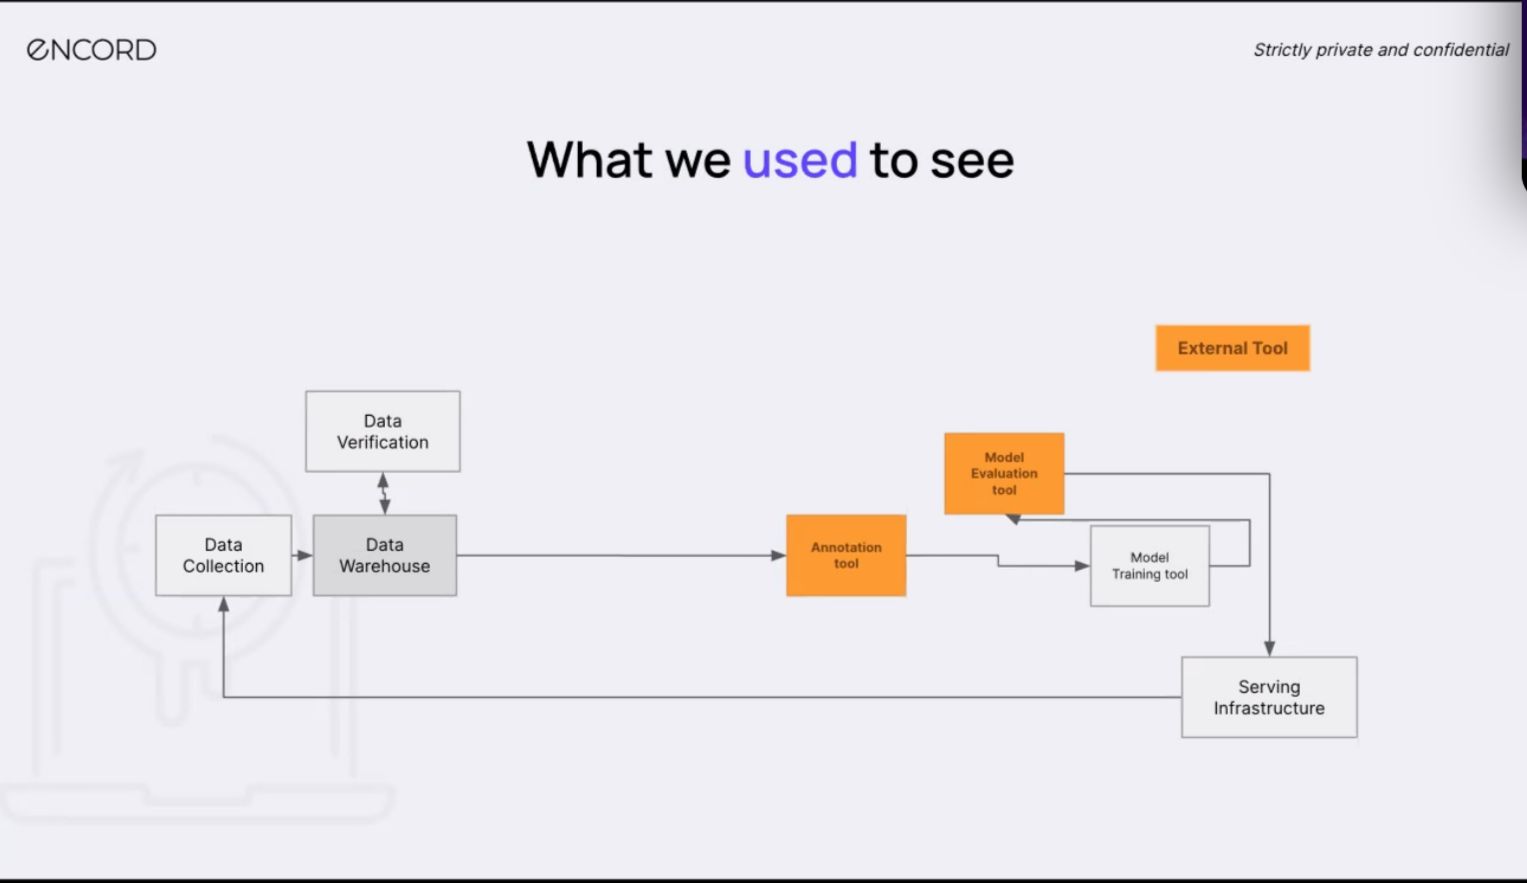 ENCORD
Strictly private and confidential
What we used to see
External Tool
Data
Verification
Model
Evaluation
tool
Data
Collection
Data
Warehouse
Annotation
tool
Model
Training tool
Serving
Infrastructure